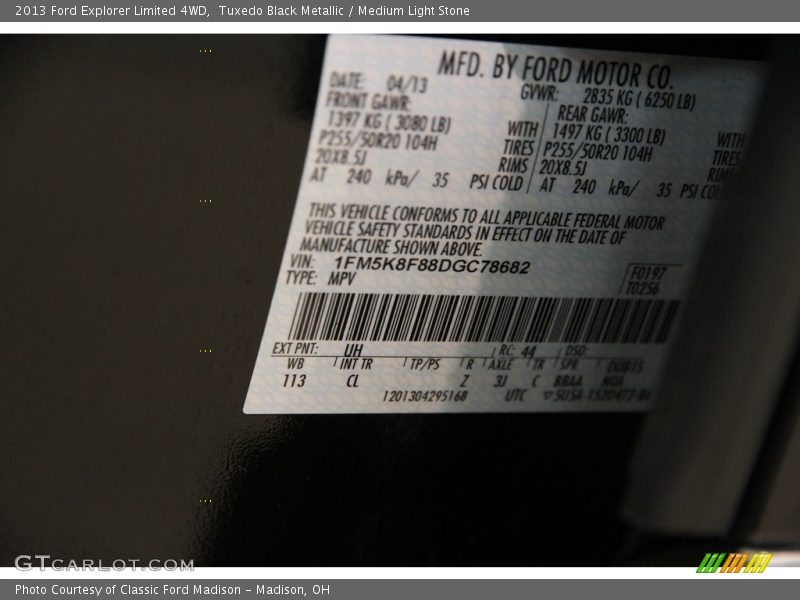 2013 Ford Explorer Limited 4WD,  Tuxedo Black Metallic / Medium Light Stone
MFD. BY FORD MOTOR CO.
DATE: 04/13 GVWR: 2835 KG ( 6250 LB)
FRONT GAWR: REAR GAWR:
1397 KG ( 3080 LB) WITH 1497 KG ( 3300 LB) WITH
P255/50R20 104H TIRES P255/50R20 104H TIRES
20X8.5J RIMS 20X8.5J RIMS
AT 240 kPa/ 35 PSI COLD AT 240 kPa/ 35 PSI COLD
THIS VEHICLE CONFORMS TO ALL APPLICABLE FEDERAL MOTOR
VEHICLE SAFETY STANDARDS IN EFFECT ON THE DATE OF
MANUFACTURE SHOWN ABOVE.
VIN: 1FM5K8F88DGC78682 F0197
TYPE: MPV T0256
EXT PNT: UH RC: 44 DSO:
WB INT TR TP/PS R AXLE TR SPR
113 CL Z 3J C BBAA
1201304295168 UTC
GTCARLOT.COM
Photo Courtesy of Classic Ford Madison - Madison, OH